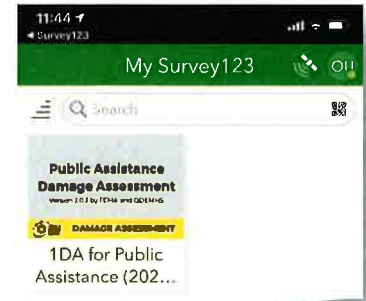 11:44
Survey123
My Survey123
OU
Search
Public Assistance
Damage Assessment
DAMAGE ASSESSMENT
1DA for Public
Assistance (202...